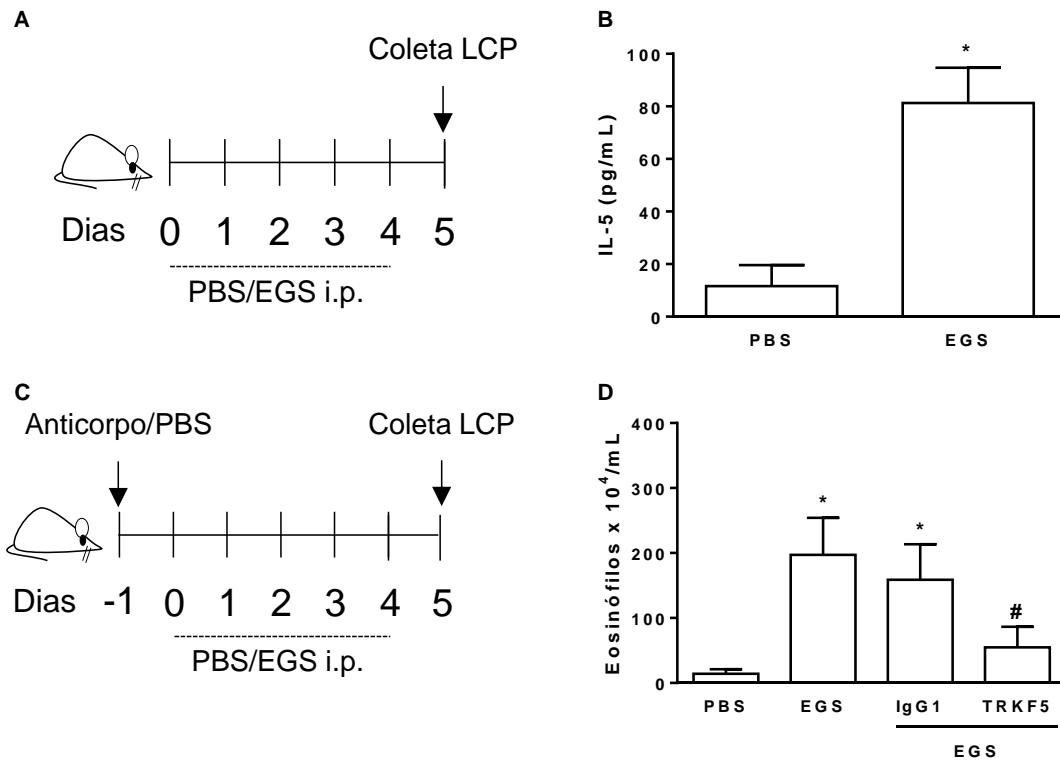 A
Coleta LCP
Dias 0 1 2 3 4 5
PBS/EGS i.p.
B
*
100
80
60
40
20
0
IL-5 (pg/mL)
PBS EGS
C
Anticorpo/PBS Coleta LCP
Dias -1 0 1 2 3 4 5
PBS/EGS i.p.
D
400
300
200
100
0
Eosinófilos x 10⁴/mL
* * #
PBS EGS IgG1 TRKF5
EGS